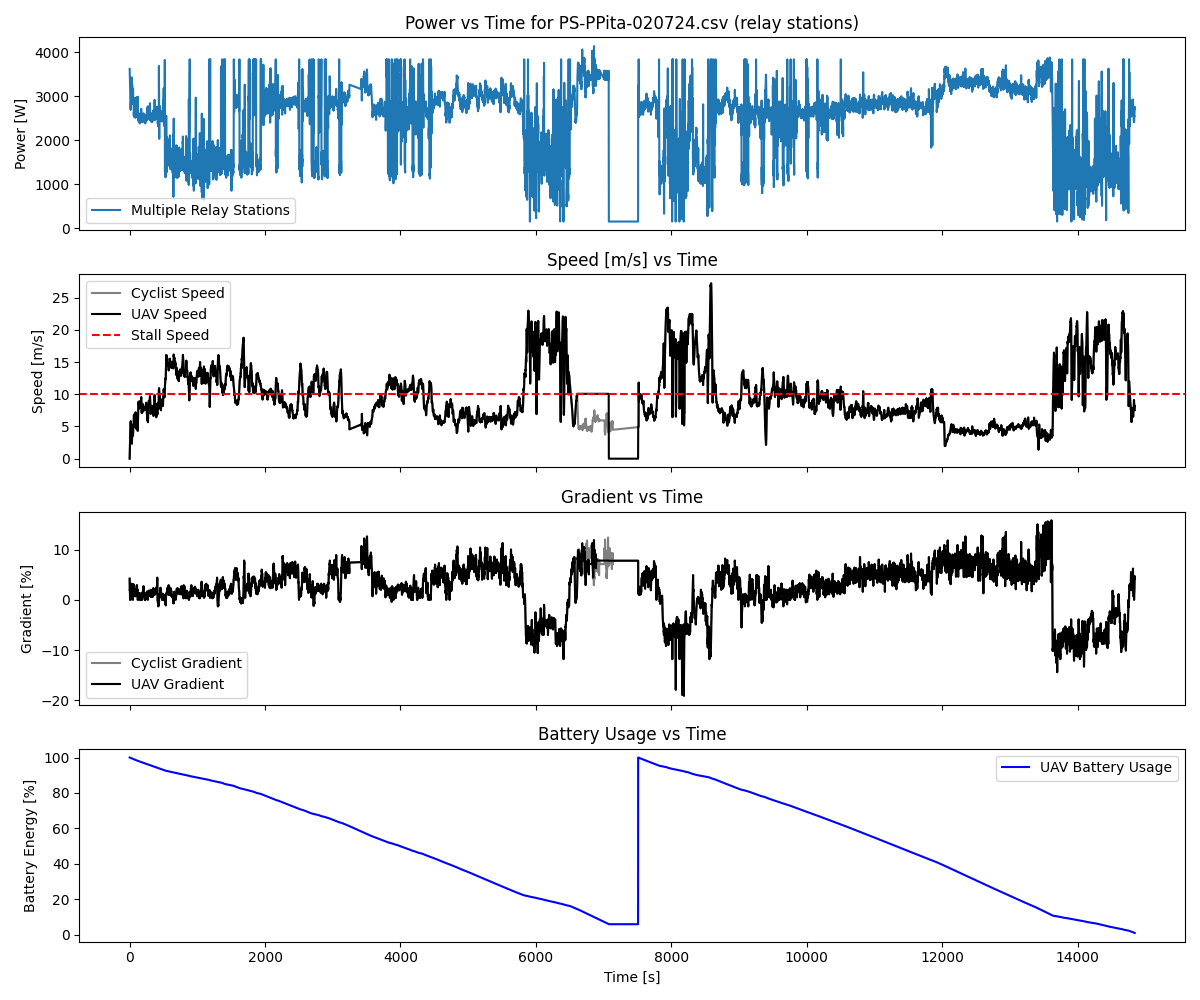 Power vs Time for PS-PPita-020724.csv (relay stations)
4000
3000
2000
1000
0
Power [W]
Multiple Relay Stations
Speed [m/s] vs Time
25
20
15
10
5
0
Speed [m/s]
Cyclist Speed
UAV Speed
Stall Speed
Gradient vs Time
10
0
−10
−20
Gradient [%]
Cyclist Gradient
UAV Gradient
Battery Usage vs Time
100
80
60
40
20
0
Battery Energy [%]
UAV Battery Usage
0 2000 4000 6000 8000 10000 12000 14000
Time [s]